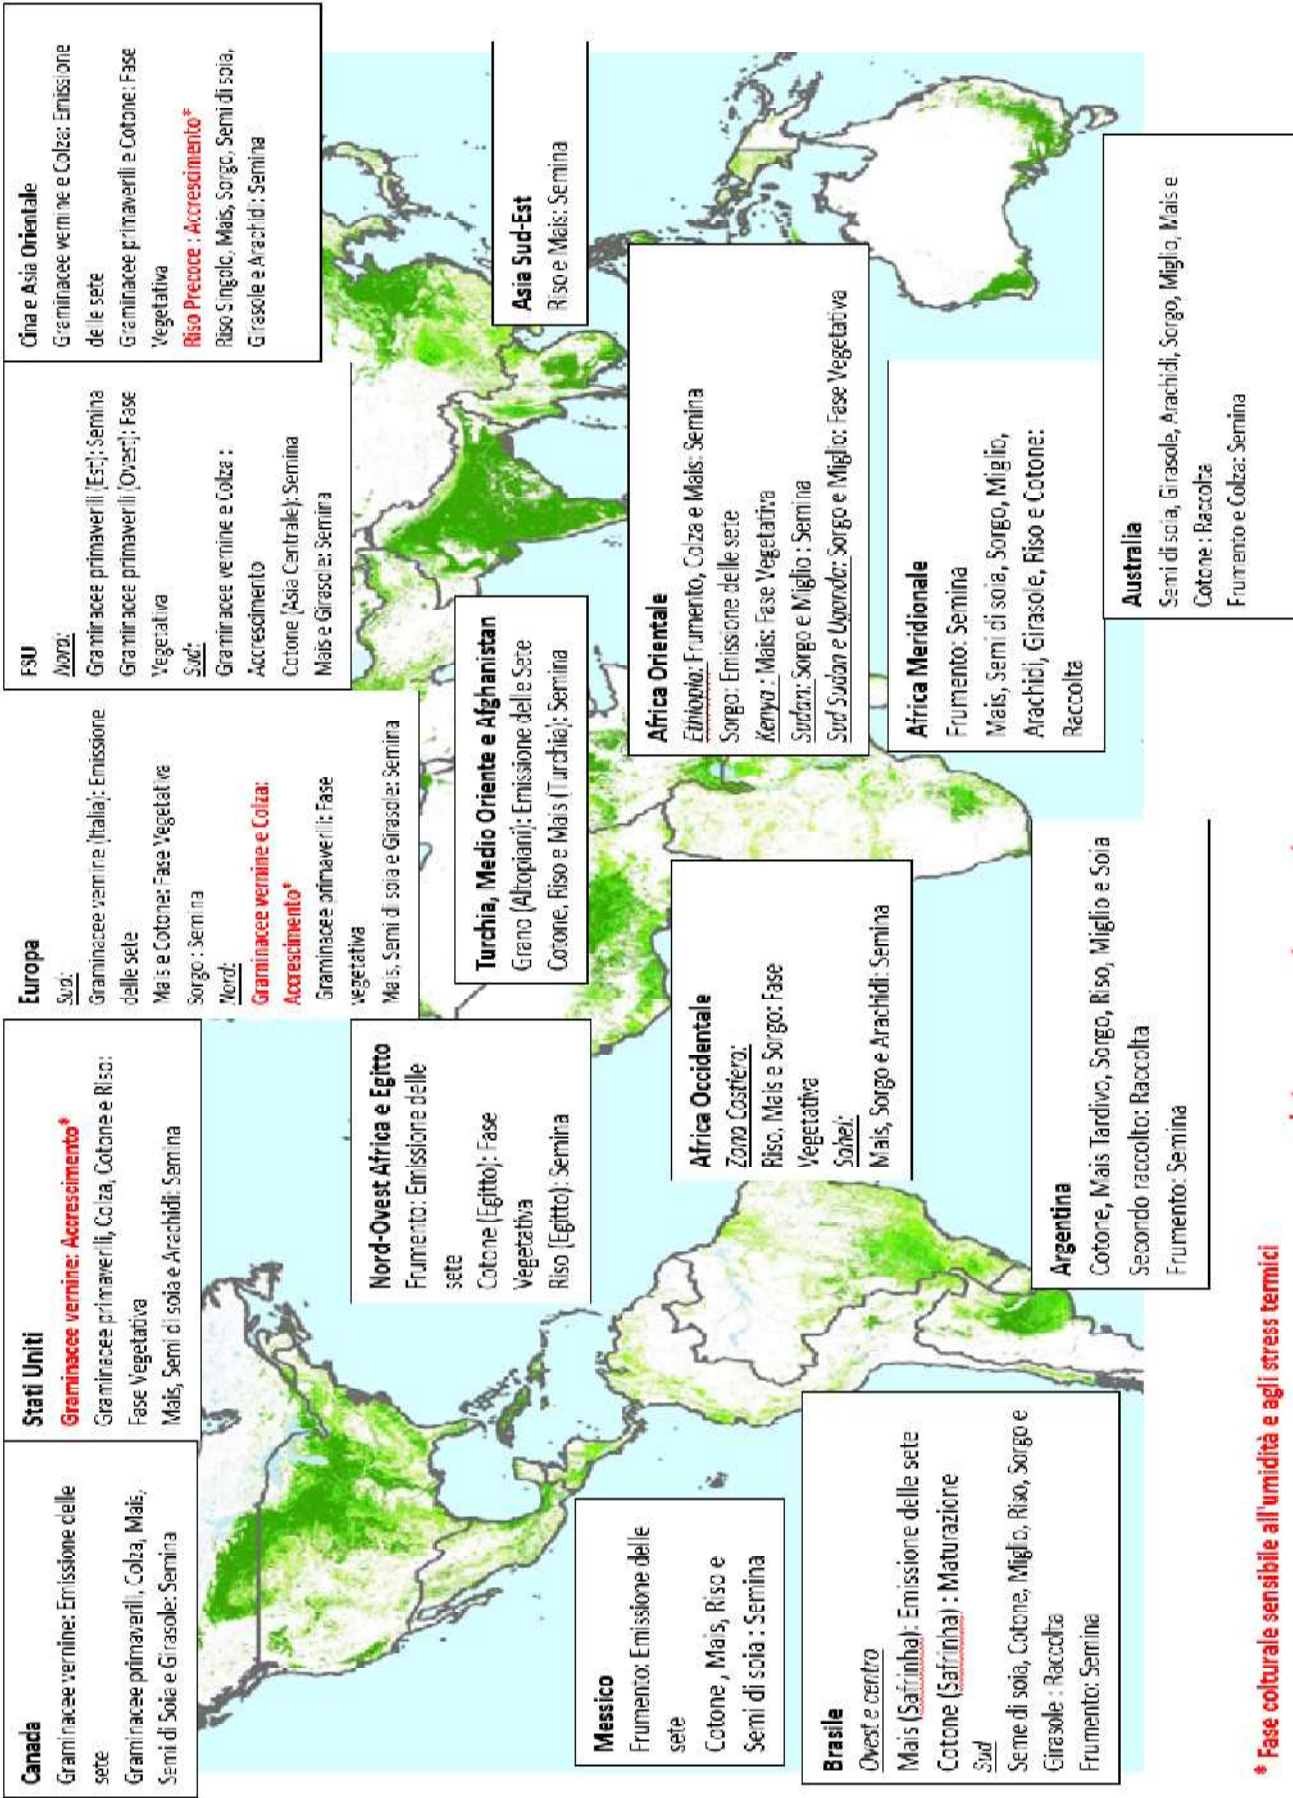 Canada
Graminacee vernine: Emissione delle
sete
Graminacee primaverili, Colza, Mais,
Semi di Soia e Girasole: Semina
Stati Uniti
Graminacee vernine: Accrescimento*
Graminacee primaverili, Colza, Cotone e Riso:
Fase Vegetativa
Mais, Semi di soia e Arachidi: Semina
Europa
Sud:
Graminacee vernine (Italia): Emissione
delle sete
Mais e Cotone: Fase Vegetativa
Sorgo : Semina
Nord:
Graminacee vernine e Colza:
Accrescimento*
Graminacee primaverili: Fase
vegetativa
Mais, Semi di soia e Girasole: Semina
FSU
Nord:
Graminacee primaverili (Est): Semina
Graminacee primaverili (Ovest): Fase
Vegetativa
Sud:
Graminacee vernine e Colza :
Accrescimento
Cotone (Asia Centrale): Semina
Mais e Girasole: Semina
Cina e Asia Orientale
Graminacee vernine e Colza: Emissione
delle sete
Graminacee primaverili e Cotone: Fase
Vegetativa
Riso Precoce : Accrescimento*
Riso Singolo, Mais, Sorgo, Semi di soia,
Girasole e Arachidi : Semina
Nord-Ovest Africa e Egitto
Frumento: Emissione delle
sete
Cotone (Egitto): Fase
Vegetativa
Riso (Egitto): Semina
Turchia, Medio Oriente e Afghanistan
Grano (Altopiani): Emissione delle Sete
Cotone, Riso e Mais (Turchia): Semina
Asia Sud-Est
Riso e Mais: Semina
Messico
Frumento: Emissione delle
sete
Cotone , Mais, Riso e
Semi di soia : Semina
Africa Occidentale
Zona Costiera:
Riso, Mais e Sorgo: Fase
Vegetativa
Sahel:
Mais, Sorgo e Arachidi: Semina
Africa Orientale
Ethiopia: Frumento, Colza e Mais: Semina
Sorgo: Emissione delle sete
Kenya : Mais: Fase Vegetativa
Sudan: Sorgo e Miglio : Semina
Sud Sudan e Uganda: Sorgo e Miglio: Fase Vegetativa
Brasile
Ovest e centro
Mais (Safrinha): Emissione delle sete
Cotone (Safrinha) : Maturazione
Sud
Seme di soia, Cotone, Miglio, Riso, Sorgo e
Girasole : Raccolta
Frumento: Semina
Argentina
Cotone, Mais Tardivo, Sorgo, Riso, Miglio e Soia
Secondo raccolto: Raccolta
Frumento: Semina
Africa Meridionale
Frumento: Semina
Mais, Semi di soia, Sorgo, Miglio,
Arachidi, Girasole, Riso e Cotone:
Raccolta
Australia
Semi di soia, Girasole, Arachidi, Sorgo, Miglio, Mais e
Cotone : Raccolta
Frumento e Colza: Semina
* Fase colturale sensibile all'umidità e agli stress termici